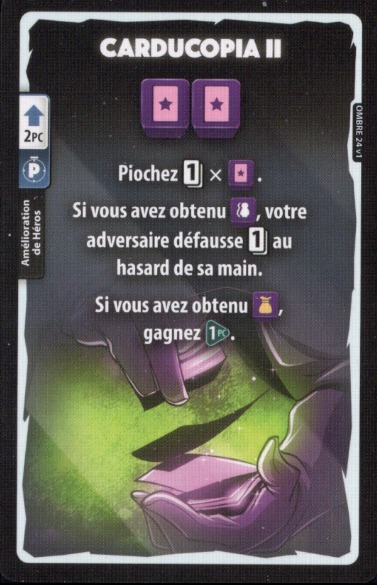 CARDUCOPIA II
2PC
P
Amélioration
de Héros
OMBRE 24 v1
Piochez 1 × .
Si vous avez obtenu , votre
adversaire défausse 1 au
hasard de sa main.
Si vous avez obtenu ,
gagnez 1PC.